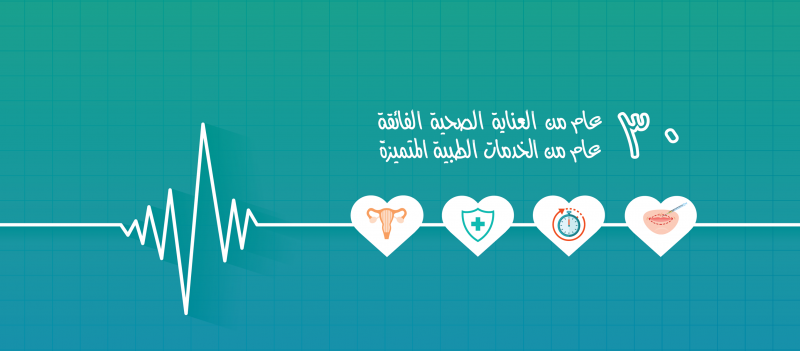 ٣٠ عام من العناية الصحية الفائقة
عام من الخدمات الطبية المتميزة